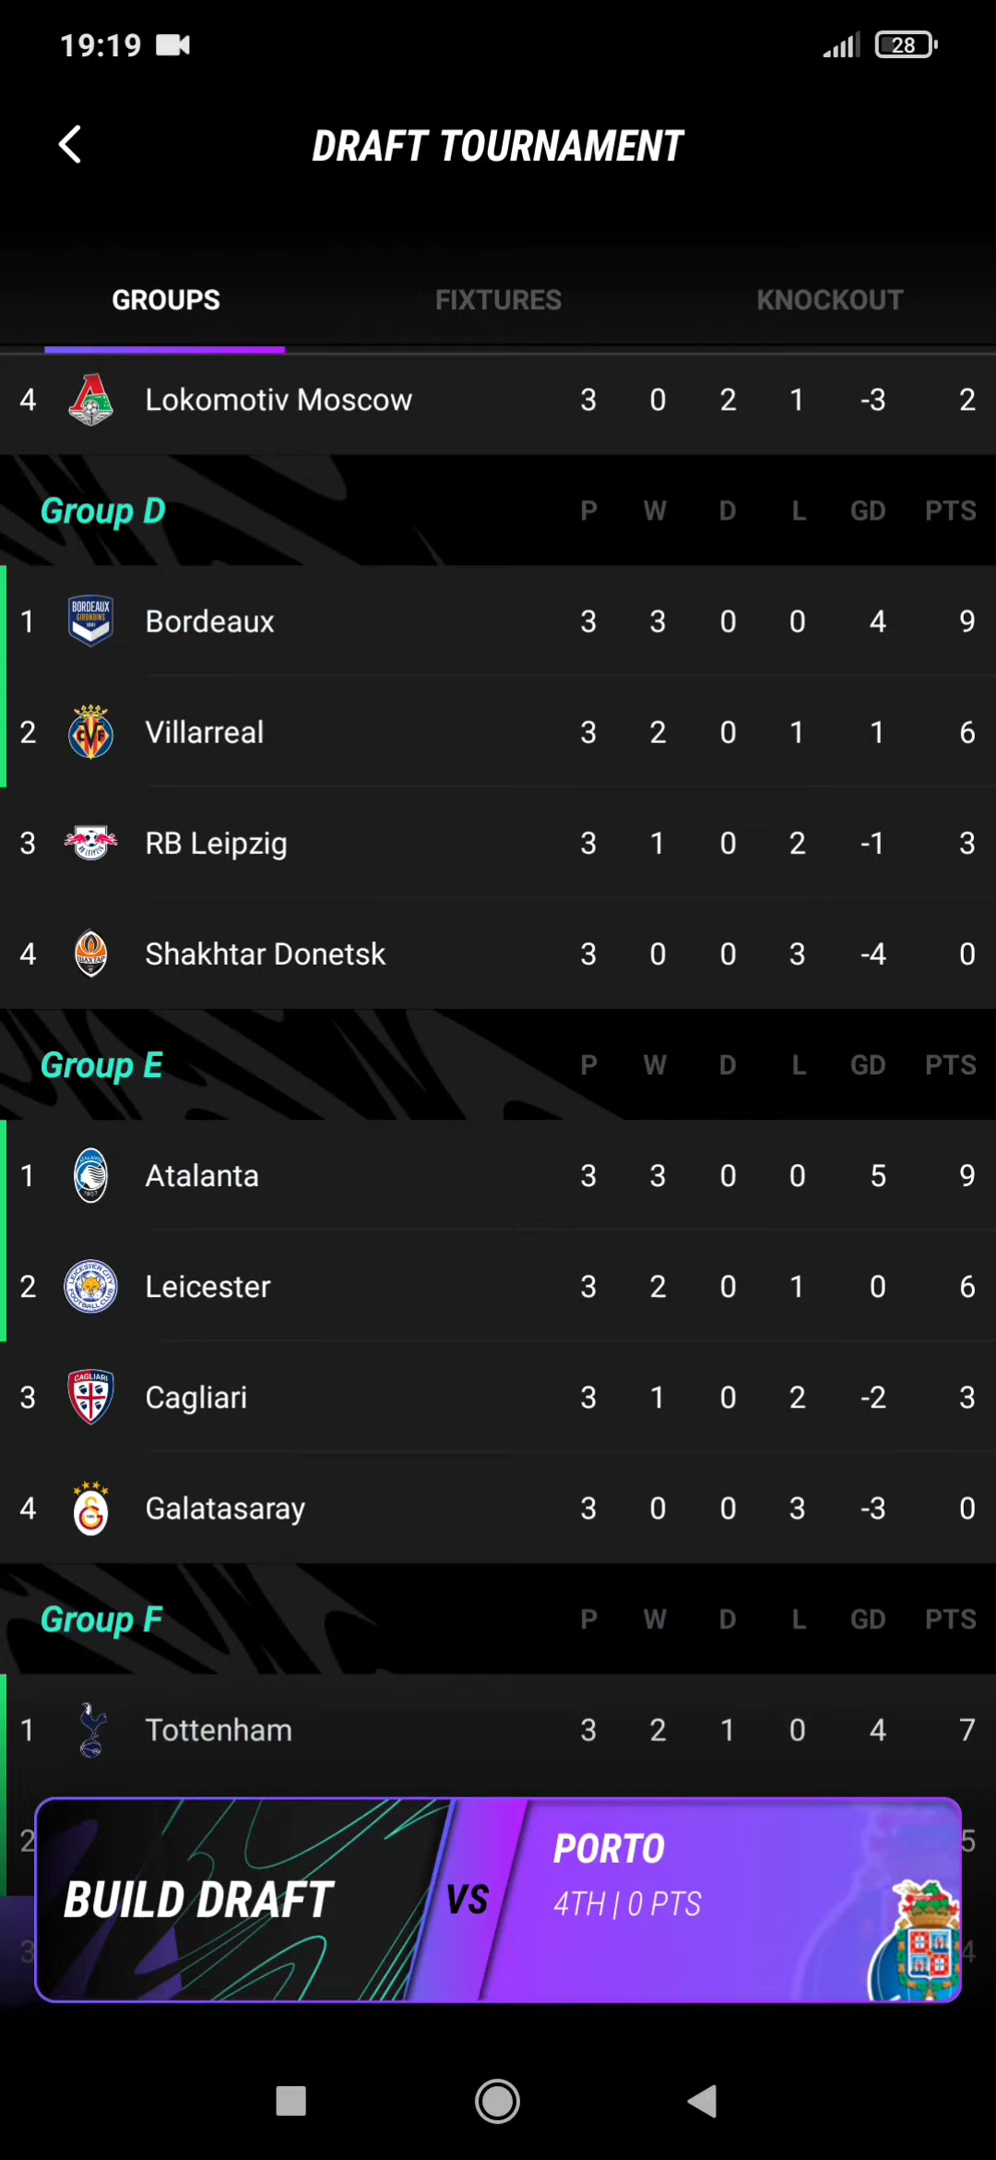 19:19 28
DRAFT TOURNAMENT
GROUPS FIXTURES KNOCKOUT
4 Lokomotiv Moscow 3 0 2 1 -3 2
Group D P W D L GD PTS
1 Bordeaux 3 3 0 0 4 9
2 Villarreal 3 2 0 1 1 6
3 RB Leipzig 3 1 0 2 -1 3
4 Shakhtar Donetsk 3 0 0 3 -4 0
Group E P W D L GD PTS
1 Atalanta 3 3 0 0 5 9
2 Leicester 3 2 0 1 0 6
3 Cagliari 3 1 0 2 -2 3
4 Galatasaray 3 0 0 3 -3 0
Group F P W D L GD PTS
1 Tottenham 3 2 1 0 4 7
2 5
3 4
BUILD DRAFT VS PORTO
4TH | 0 PTS